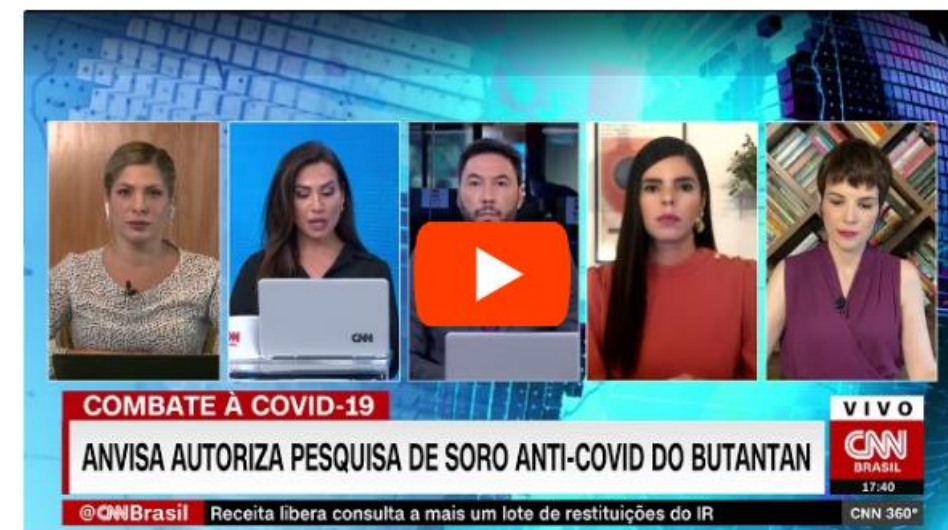 CNN
COMBATE À COVID-19
ANVISA AUTORIZA PESQUISA DE SORO ANTI-COVID DO BUTANTAN
VIVO
CNN
BRASIL
17:40
@CNNBrasil Receita libera consulta a mais um lote de restituições do IR
CNN 360°